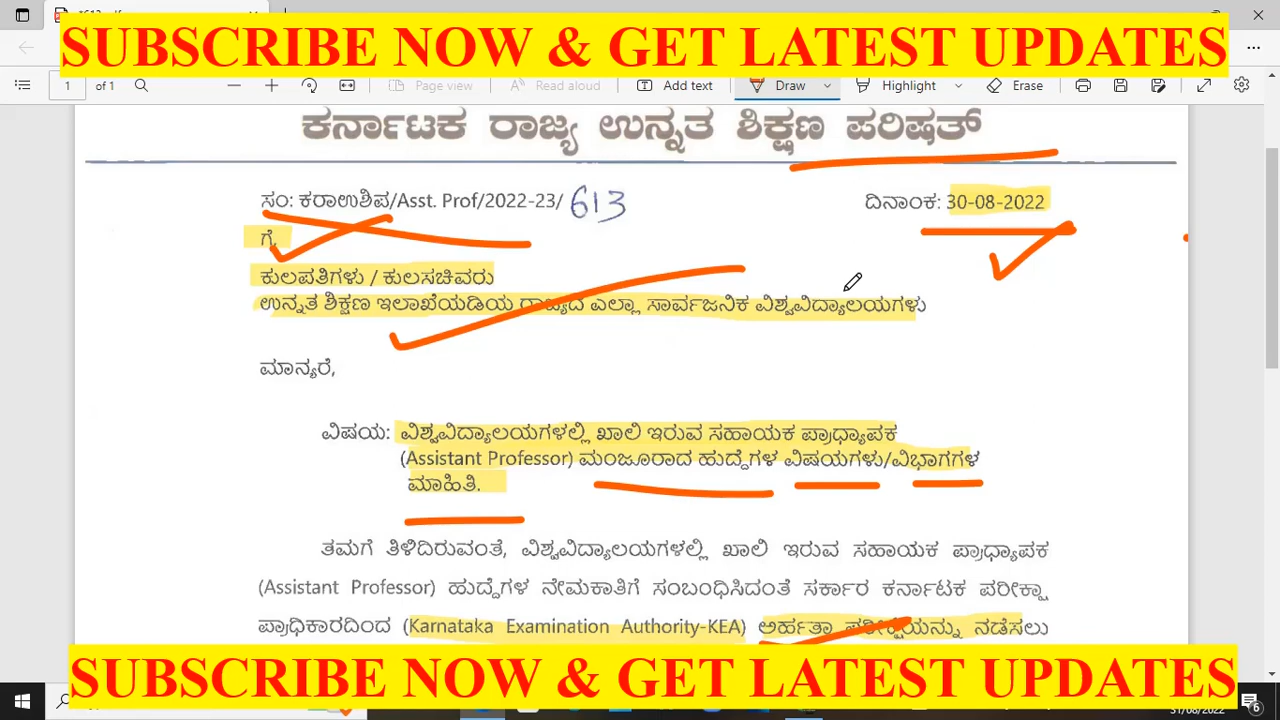 SUBSCRIBE NOW & GET LATEST UPDATES
1 of 1 Page view Read aloud Add text Draw Highlight Erase
ಕರ್ನಾಟಕ ರಾಜ್ಯ ಉನ್ನತ ಶಿಕ್ಷಣ ಪರಿಷತ್
ಸಂ: ಕರಾಉಶಿಪ/Asst. Prof/2022-23/ 613 ದಿನಾಂಕ: 30-08-2022
ಗೆ,
ಕುಲಪತಿಗಳು / ಕುಲಸಚಿವರು
ಉನ್ನತ ಶಿಕ್ಷಣ ಇಲಾಖೆಯಡಿಯ ರಾಜ್ಯದ ಎಲ್ಲಾ ಸಾರ್ವಜನಿಕ ವಿಶ್ವವಿದ್ಯಾಲಯಗಳು
ಮಾನ್ಯರೆ,
ವಿಷಯ: ವಿಶ್ವವಿದ್ಯಾಲಯಗಳಲ್ಲಿ ಖಾಲಿ ಇರುವ ಸಹಾಯಕ ಪ್ರಾಧ್ಯಾಪಕ
(Assistant Professor) ಮಂಜೂರಾದ ಹುದ್ದೆಗಳ ವಿಷಯಗಳು/ವಿಭಾಗಗಳ
ಮಾಹಿತಿ.
ತಮಗೆ ತಿಳಿದಿರುವಂತೆ, ವಿಶ್ವವಿದ್ಯಾಲಯಗಳಲ್ಲಿ ಖಾಲಿ ಇರುವ ಸಹಾಯಕ ಪ್ರಾಧ್ಯಾಪಕ
(Assistant Professor) ಹುದ್ದೆಗಳ ನೇಮಕಾತಿಗೆ ಸಂಬಂಧಿಸಿದಂತೆ ಸರ್ಕಾರ ಕರ್ನಾಟಕ ಪರೀಕ್ಷಾ
ಪ್ರಾಧಿಕಾರದಿಂದ (Karnataka Examination Authority-KEA) ಅರ್ಹತಾ ಪರೀಕ್ಷೆಯನ್ನು ನಡೆಸಲು
SUBSCRIBE NOW & GET LATEST UPDATES
31/08/2022 6